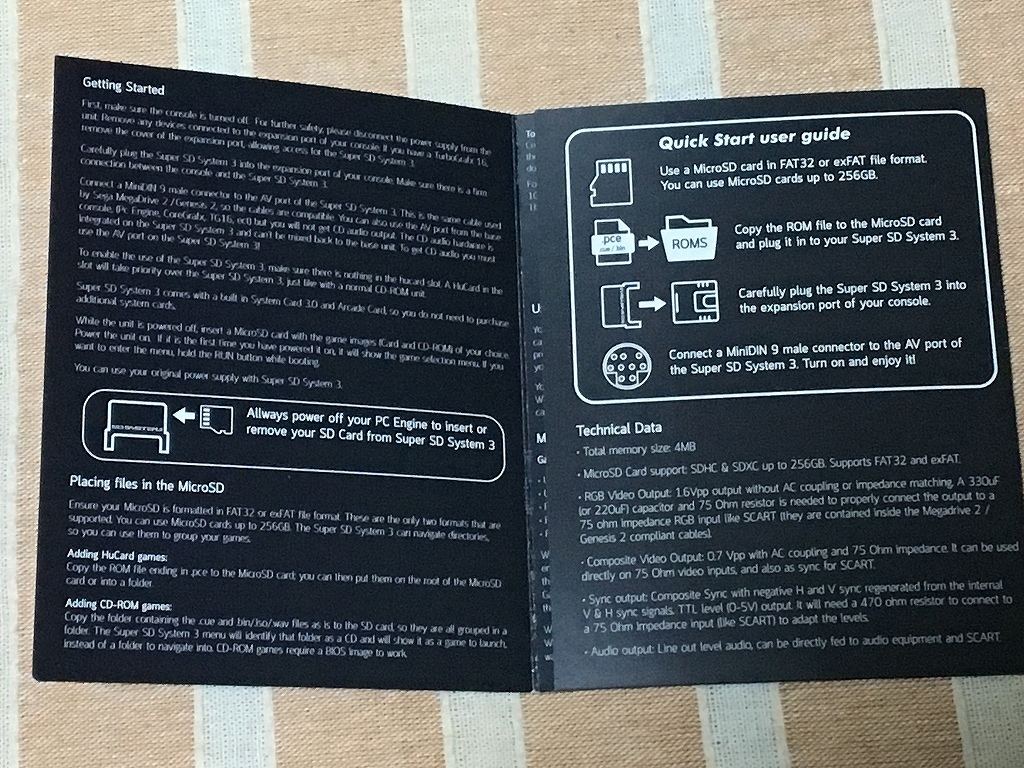 Getting Started
First, make sure the console is turned off. For further safety, please disconnect the power supply from the
unit. Remove any devices connected to the expansion port of your console. If you have a TurboGrafx 16,
remove the cover of the expansion port, allowing access for the Super SD System 3.
Carefully plug the Super SD System 3 into the expansion port of your console. Make sure there is a firm
connection between the console and the Super SD System 3.
Connect a MiniDIN 9 male connector to the AV port of the Super SD System 3. This is the same cable used
by Sega MegaDrive 2 /Genesis 2, so the cables are compatible. You can also use the AV port from the base
console, (Pc Engine, CoreGrafx, TG16, ect) but you will not get CD audio output. The CD audio hardware is
integrated on the Super SD System 3 and can't be mixed back to the base unit. To get CD audio you must
use the AV port on the Super SD System 3!
To enable the use of the Super SD System 3, make sure there is nothing in the hucard slot. A HuCard in the
slot will take priority over the Super SD System 3, just like with a normal CD-ROM unit.
Super SD System 3 comes with a built in System Card 3.0 and Arcade Card, so you do not need to purchase
additional system cards.
While the unit is powered off, insert a MicroSD card with the game images (Card and CD-ROM) of your choice.
Power the unit on. If it is the first time you have powered it on, it will show the game selection menu. If you
want to enter the menu, hold the RUN button while booting.
You can use your original power supply with Super SD System 3.
SD SYSTEM
Allways power off your PC Engine to insert or
remove your SD Card from Super SD System 3
Placing files in the MicroSD
Ensure your MicroSD is formatted in FAT32 or exFAT format. These are the only two formats that are
supported. You can use MicroSD cards up to 256GB. The Super SD System 3 can navigate directories,
so you can use them to group your games.
Adding HuCard games:
Copy the ROM file ending in .pce to the MicroSD card; you can then put them on the root of the MicroSD
card or into a folder.
Adding CD-ROM games:
Copy the folder containing the .cue and bin/.iso/.wav files as is to the SD card, so they are all grouped in a
folder. The Super SD System 3 menu will identify that folder as a CD and will show it as a game to launch,
instead of a folder to navigate into. CD-ROM games require a BIOS image to work.
Quick Start user guide
Use a MicroSD card in FAT32 or exFAT file format.
You can use MicroSD cards up to 256GB.
.pce
.cue / bin
ROMS
Copy the ROM file to the MicroSD card
and plug it in to your Super SD System 3.
Carefully plug the Super SD System 3 into
the expansion port of your console.
Connect a MiniDIN 9 male connector to the AV port of
the Super SD System 3. Turn on and enjoy it!
Technical Data
• Total memory size: 4MB
• MicroSD Card support: SDHC & SDXC up to 256GB. Supports FAT32 and exFAT.
• RGB Video Output: 1.6Vpp output without AC coupling or impedance matching. A 330uF
(or 220uF) capacitor and 75 Ohm resistor is needed to properly connect the output to a
75 ohm impedance RGB input like SCART (they are contained inside the Megadrive 2 /
Genesis 2 compliant cables).
• Composite Video Output: 0.7 Vpp with AC coupling and 75 Ohm impedance. It can be used
directly on 75 Ohm video inputs, and also as sync for SCART.
• Sync output: Composite Sync with negative H and V sync regenerated from the internal
V & H sync signals. TTL level (0-5V) output. It will need a 470 ohm resistor to connect to
a 75 Ohm impedance input (like SCART) to adapt the levels.
• Audio output: Line out level audio, can be directly fed to audio equipment and SCART.